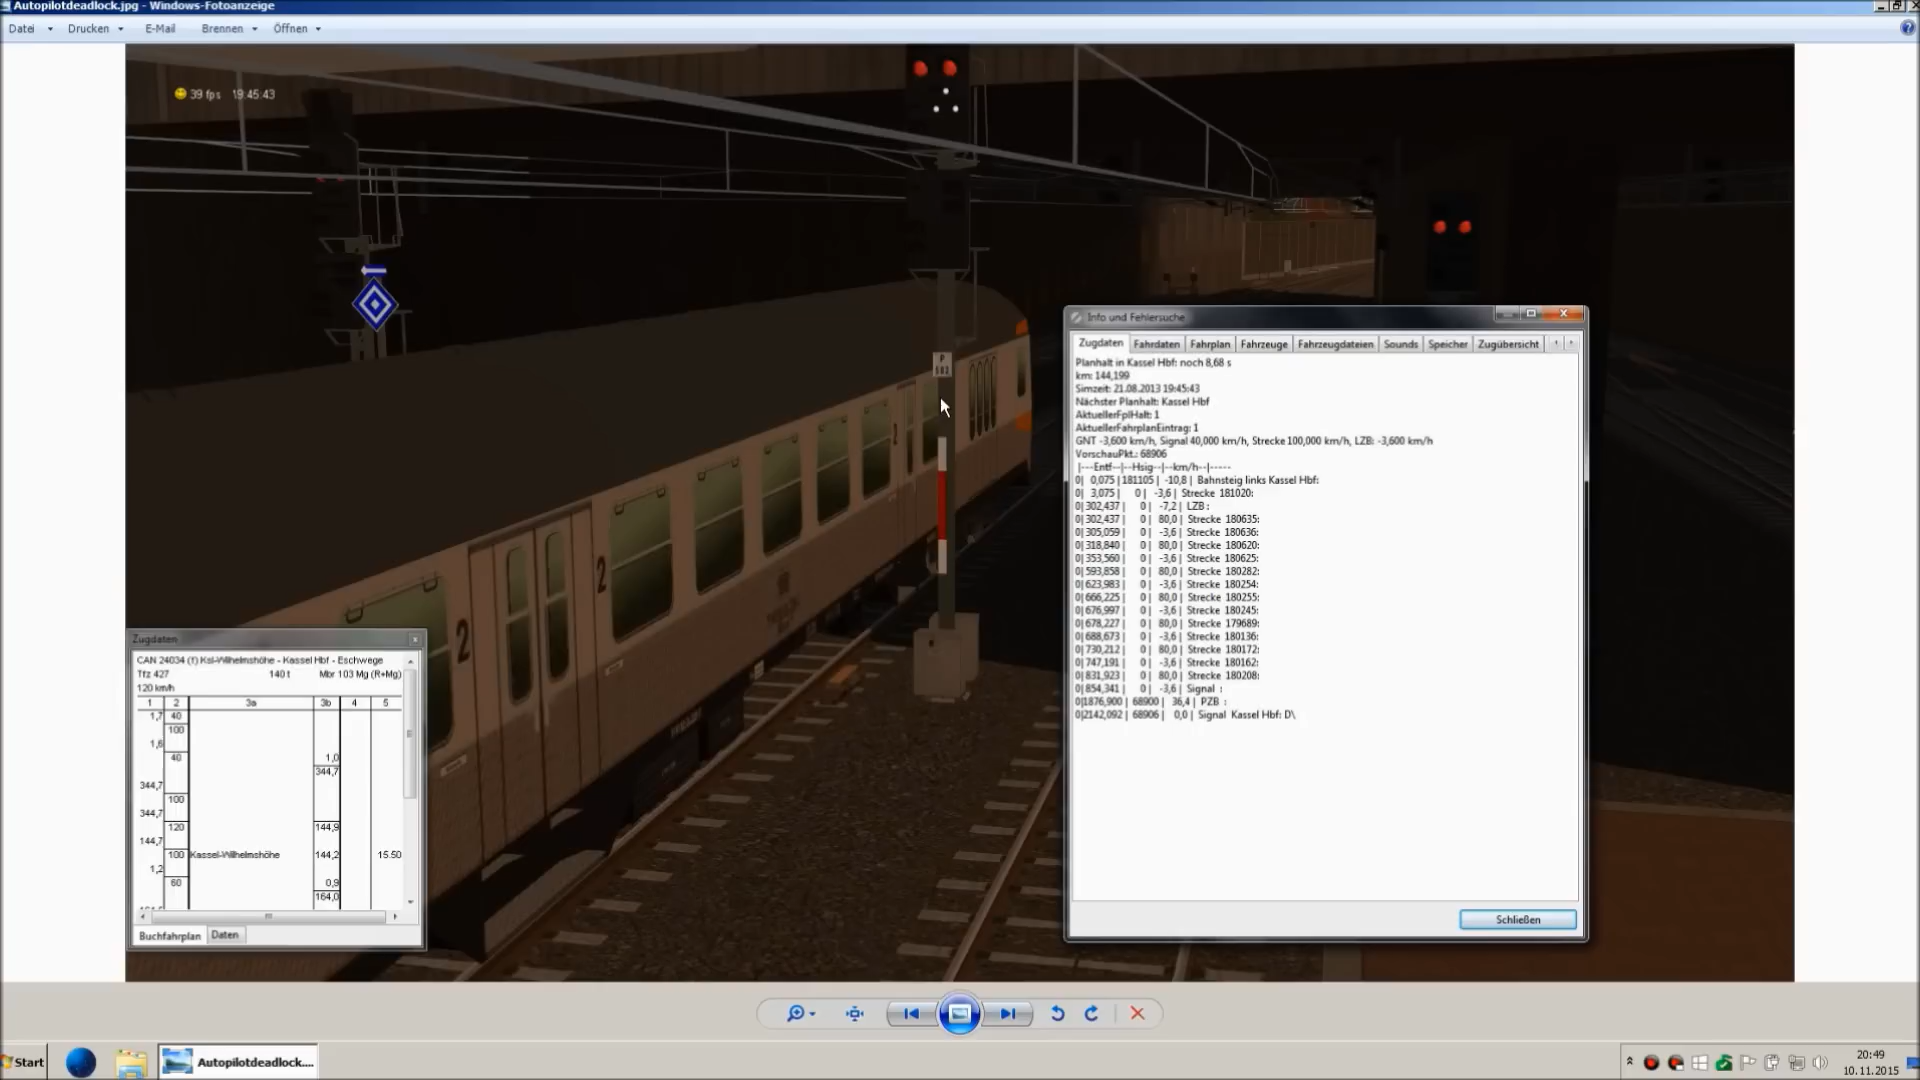 Autopilotdeadlock.jpg - Windows-Fotoanzeige
Datei Drucken E-Mail Brennen Öffnen
39 fps 19:45:43
P
2
2
2
2
Info und Fehlersuche
Zugdaten Fahrdaten Fahrplan Fahrzeuge Fahrzeugdateien Sounds Speicher Zugübersicht
Planhalt in Kassel Hbf: noch 8,68 s
km: 144,199
Simzeit: 21.08.2013 19:45:43
Nächster Planhalt: Kassel Hbf
AktuellerFplHalt: 1
AktuellerFahrplanEintrag: 1
GNT -3,600 km/h, Signal 40,000 km/h, Strecke 100,000 km/h, LZB: -3,600 km/h
VorschauPkt.: 68906
|---Entf--|--Hsig--|--km/h--|-----
0| 0,075 |181105 | -10,8 | Bahnsteig links Kassel Hbf:
0| 3,075 | 0 | -3,6 | Strecke 181020:
0|302,437 | 0 | -7,2 | LZB :
0|302,437 | 0 | 80,0 | Strecke 180635:
0|305,059 | 0 | -3,6 | Strecke 180636:
0|318,840 | 0 | 80,0 | Strecke 180620:
0|353,560 | 0 | -3,6 | Strecke 180625:
0|593,858 | 0 | 80,0 | Strecke 180282:
0|623,983 | 0 | -3,6 | Strecke 180254:
0|666,225 | 0 | 80,0 | Strecke 180255:
0|676,997 | 0 | -3,6 | Strecke 180245:
0|678,227 | 0 | 80,0 | Strecke 179689:
0|688,673 | 0 | -3,6 | Strecke 180136:
0|730,212 | 0 | 80,0 | Strecke 180172:
0|747,191 | 0 | -3,6 | Strecke 180162:
0|831,923 | 0 | 80,0 | Strecke 180208:
0|854,341 | 0 | -3,6 | Signal :
0|1876,900 | 68900 | 36,4 | PZB :
0|2142,092 | 68906 | 0,0 | Signal Kassel Hbf: D\
Schließen
Zugdaten
CAN 24034 (1) Ksl-Wilhelmshöhe - Kassel Hbf - Eschwege
Tfz 427 140 t Mbr 103 Mg (R+Mg)
120 km/h
1 2 3a 3b 4 5
1,7 40
100
1,6
40 1,0
344,7
344,7
100
344,7
120 144,9
144,7
100 Kassel-Wilhelmshöhe 144,2 15.50
1,2
60 0,9
164,0
Buchfahrplan Daten
Start Autopilotdeadlock....
20:49
10.11.2015